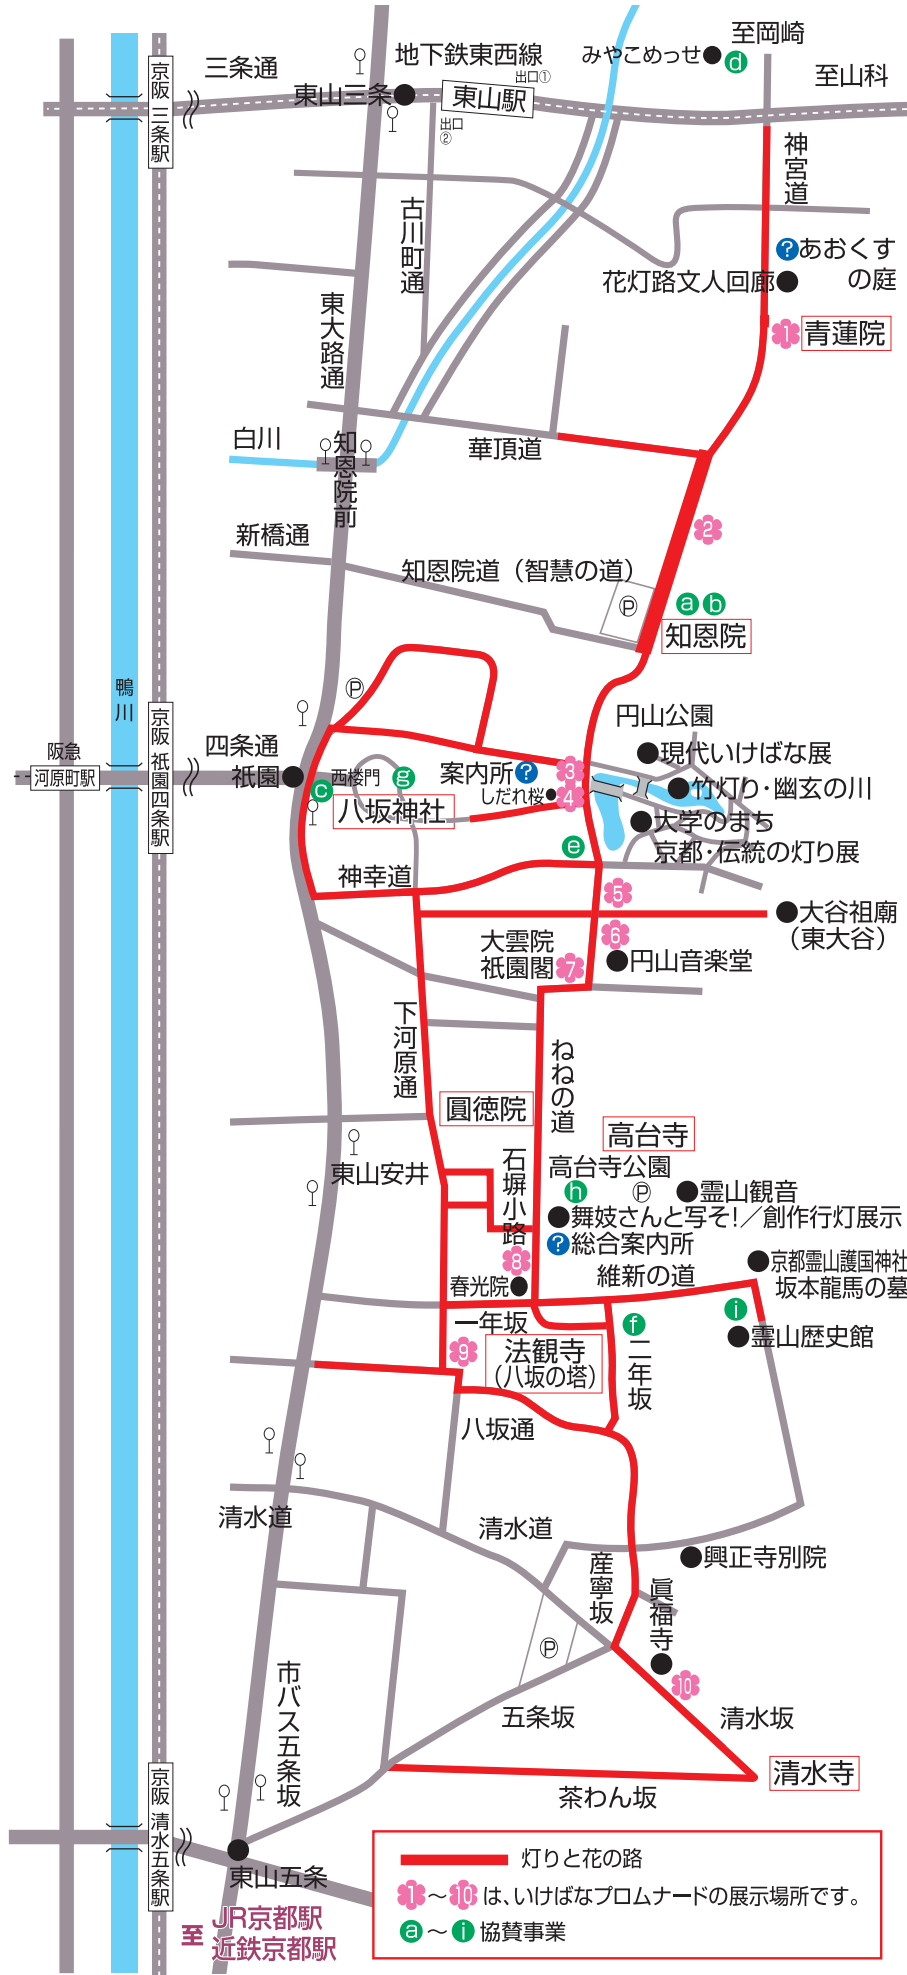 至岡崎
みやこめっせ
d
地下鉄東西線
三条通
京阪 三条駅
出口①
至山科
東山三条
東山駅
出口②
神宮道
古川町通
? あおくすの庭
花灯路文人回廊
東大路通
1 青蓮院
白川
知恩院前
華頂道
2
新橋通
知恩院道（智慧の道）
P
a b
知恩院
P
鴨川
円山公園
京阪 祇園四条駅
四条通
阪急
河原町駅
祇園
西楼門
g
案内所 ?
3
現代いけばな展
しだれ桜
4
竹灯り・幽玄の川
c
八坂神社
大学のまち
京都・伝統の灯り展
e
神幸道
5
大谷祖廟
（東大谷）
6
大雲院
祇園閣
7
円山音楽堂
下河原通
ねねの道
圓徳院
高台寺
石塀小路
高台寺公園
東山安井
h
P
霊山観音
舞妓さんと写そ!／創作行灯展示
? 総合案内所
8
維新の道
京都霊山護国神社
坂本龍馬の墓
春光院
一年坂
f
i
霊山歴史館
9
法観寺
（八坂の塔）
二年坂
八坂通
清水道
清水道
興正寺別院
産寧坂
眞福寺
P
10
市バス五条坂
五条坂
清水坂
清水寺
茶わん坂
京阪 清水五条駅
東山五条
至 JR京都駅
近鉄京都駅
灯りと花の路
1～10は、いけばなプロムナードの展示場所です。
a～i 協賛事業